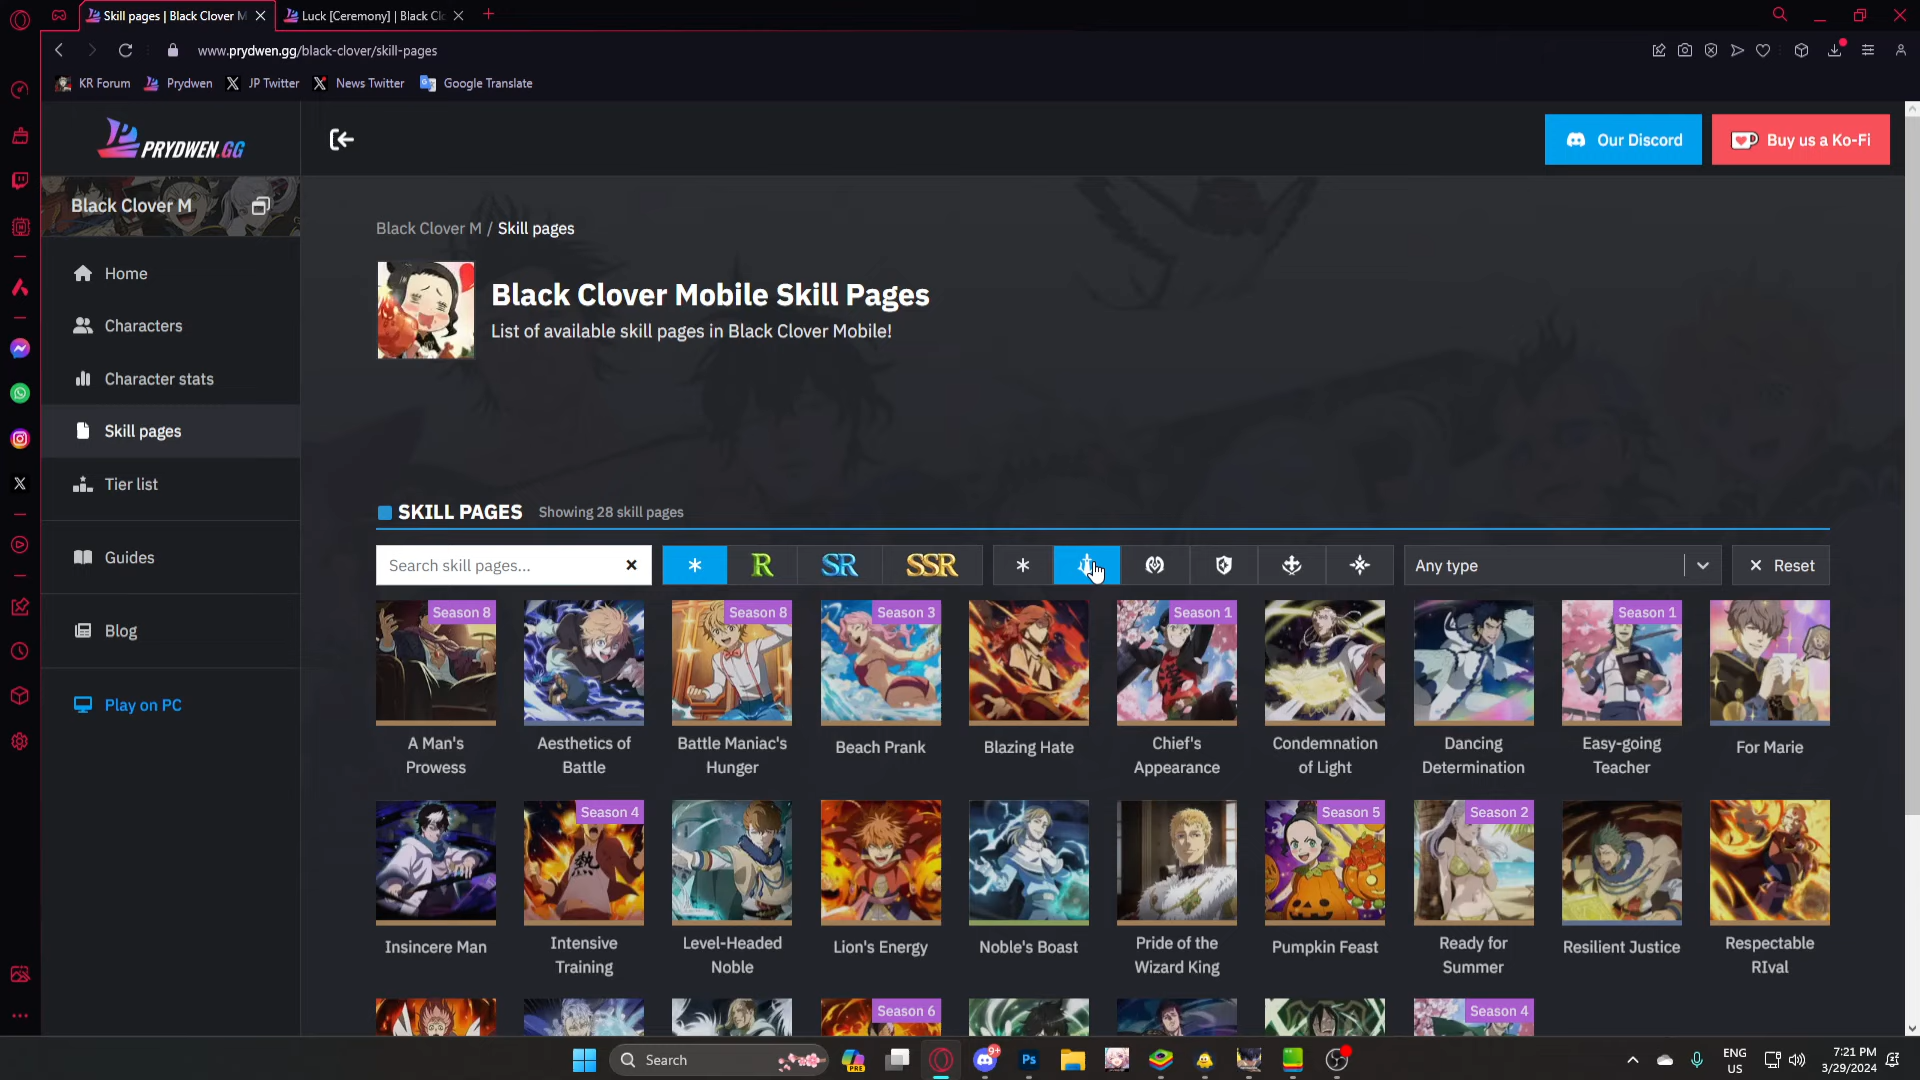 Skill pages | Black Clover M
Luck [Ceremony] | Black Cl
www.prydwen.gg/black-clover/skill-pages
KR Forum
Prydwen
JP Twitter
News Twitter
Google Translate
PRYDWEN.GG
Our Discord
Buy us a Ko-Fi
Black Clover M
Home
Characters
Character stats
Skill pages
Tier list
Guides
Blog
Play on PC
Black Clover M / Skill pages
Black Clover Mobile Skill Pages
List of available skill pages in Black Clover Mobile!
SKILL PAGES Showing 28 skill pages
Search skill pages...
R
SR
SSR
Any type
Reset
Season 8
Season 8
Season 3
Season 1
Season 1
A Man's
Prowess
Aesthetics of
Battle
Battle Maniac's
Hunger
Beach Prank
Blazing Hate
Chief's
Appearance
Condemnation
of Light
Dancing
Determination
Easy-going
Teacher
For Marie
Season 4
熱
Season 5
Season 2
Insincere Man
Intensive
Training
Level-Headed
Noble
Lion's Energy
Noble's Boast
Pride of the
Wizard King
Pumpkin Feast
Ready for
Summer
Resilient Justice
Respectable
RIval
Season 6
Season 4
Search
PRE
9+
Ps
ENG
US
7:21 PM
3/29/2024